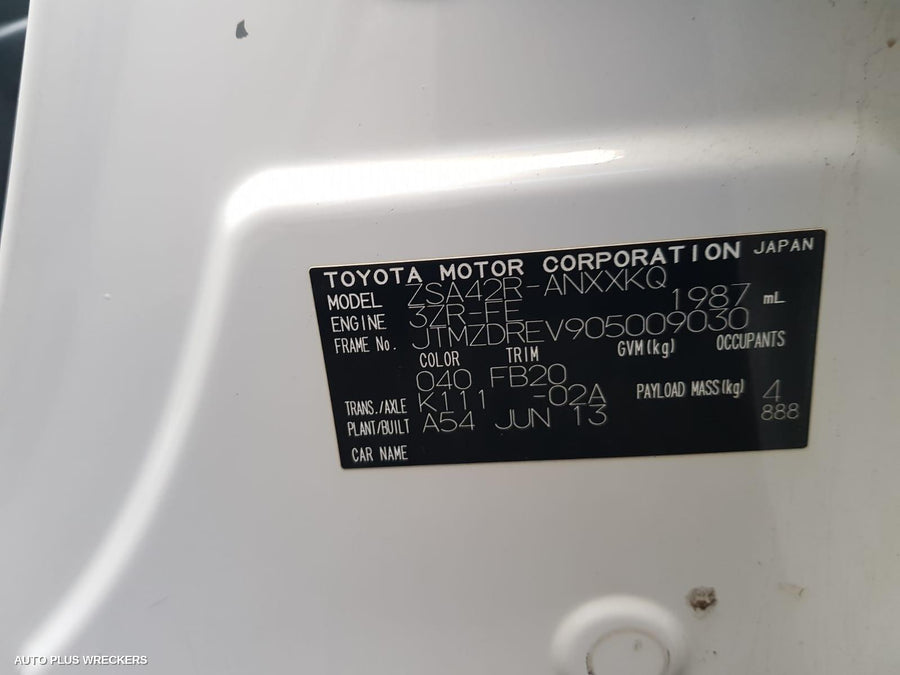 TOYOTA MOTOR CORPORATION JAPAN
MODEL ZSA42R-ANXXKQ
ENGINE 3ZR-FE 1987 mL
FRAME No. JTMZDREV905009030
COLOR TRIM GVM(kg) OCCUPANTS
040 FB20
TRANS./AXLE K111 -02A PAYLOAD MASS(kg) 4
PLANT/BUILT A54 JUN 13 888
CAR NAME
AUTO PLUS WRECKERS